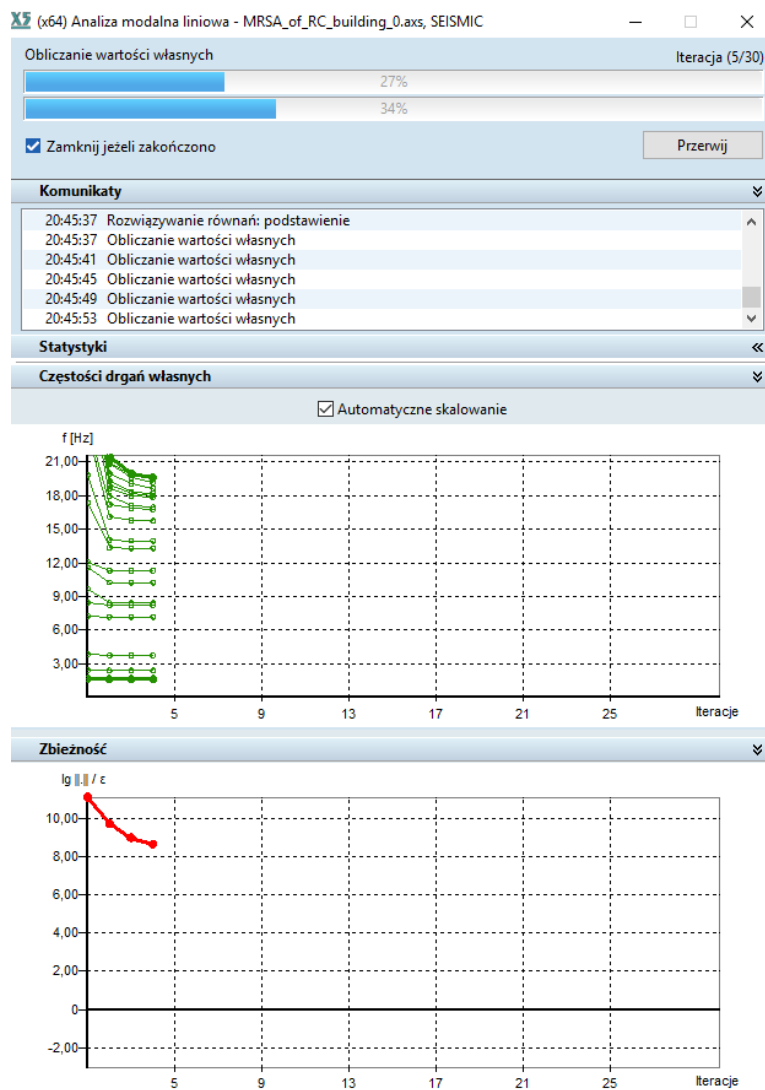 X5 (x64) Analiza modalna liniowa - MRSA_of_RC_building_0.axs, SEISMIC
Obliczanie wartości własnych
Iteracja (5/30)
27%
34%
Zamknij jeżeli zakończono
Przerwij
Komunikaty
20:45:37 Rozwiązywanie równań: podstawienie
20:45:37 Obliczanie wartości własnych
20:45:41 Obliczanie wartości własnych
20:45:45 Obliczanie wartości własnych
20:45:49 Obliczanie wartości własnych
20:45:53 Obliczanie wartości własnych
Statystyki
Częstości drgań własnych
Automatyczne skalowanie
f [Hz]
21,00
18,00
15,00
12,00
9,00
6,00
3,00
5 9 13 17 21 25 Iteracje
Zbieżność
lg ||.|| / ε
10,00
8,00
6,00
4,00
2,00
0
-2,00
5 9 13 17 21 25 Iteracje